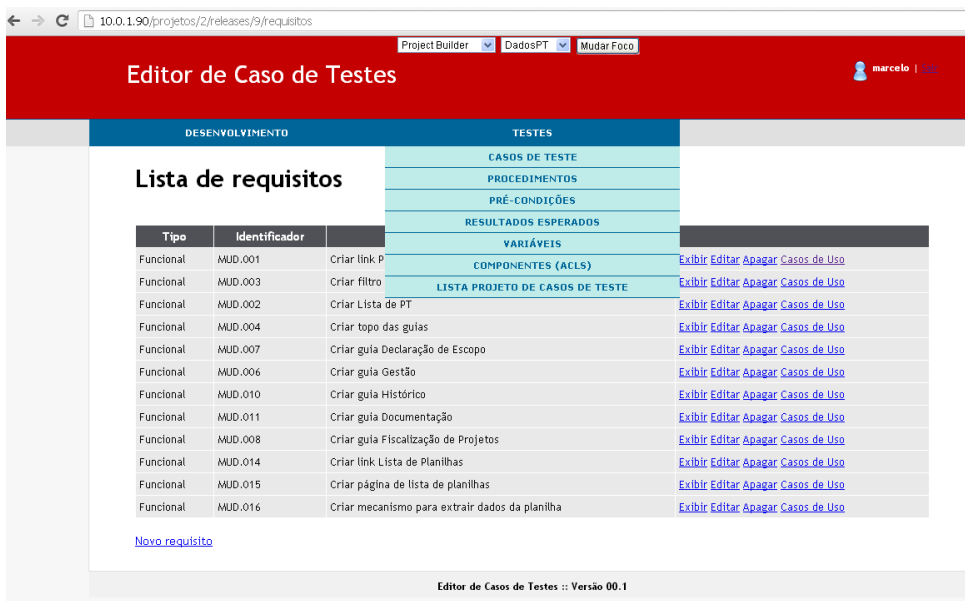 10.0.1.90/projetos/2/releases/9/requisitos
Project Builder DadosPT Mudar Foco
Editor de Caso de Testes
marcelo |
DESENVOLVIMENTO TESTES
CASOS DE TESTE
PROCEDIMENTOS
PRÉ-CONDIÇÕES
RESULTADOS ESPERADOS
VARIÁVEIS
COMPONENTES (ACLS)
LISTA PROJETO DE CASOS DE TESTE
Lista de requisitos
Tipo Identificador
Funcional MUD.001 Criar link P Exibir Editar Apagar Casos de Uso
Funcional MUD.003 Criar filtro Exibir Editar Apagar Casos de Uso
Funcional MUD.002 Criar Lista de PT Exibir Editar Apagar Casos de Uso
Funcional MUD.004 Criar topo das guias Exibir Editar Apagar Casos de Uso
Funcional MUD.007 Criar guia Declaração de Escopo Exibir Editar Apagar Casos de Uso
Funcional MUD.006 Criar guia Gestão Exibir Editar Apagar Casos de Uso
Funcional MUD.010 Criar guia Histórico Exibir Editar Apagar Casos de Uso
Funcional MUD.011 Criar guia Documentação Exibir Editar Apagar Casos de Uso
Funcional MUD.008 Criar guia Fiscalização de Projetos Exibir Editar Apagar Casos de Uso
Funcional MUD.014 Criar link Lista de Planilhas Exibir Editar Apagar Casos de Uso
Funcional MUD.015 Criar página de lista de planilhas Exibir Editar Apagar Casos de Uso
Funcional MUD.016 Criar mecanismo para extrair dados da planilha Exibir Editar Apagar Casos de Uso
Novo requisito
Editor de Casos de Testes :: Versão 00.1